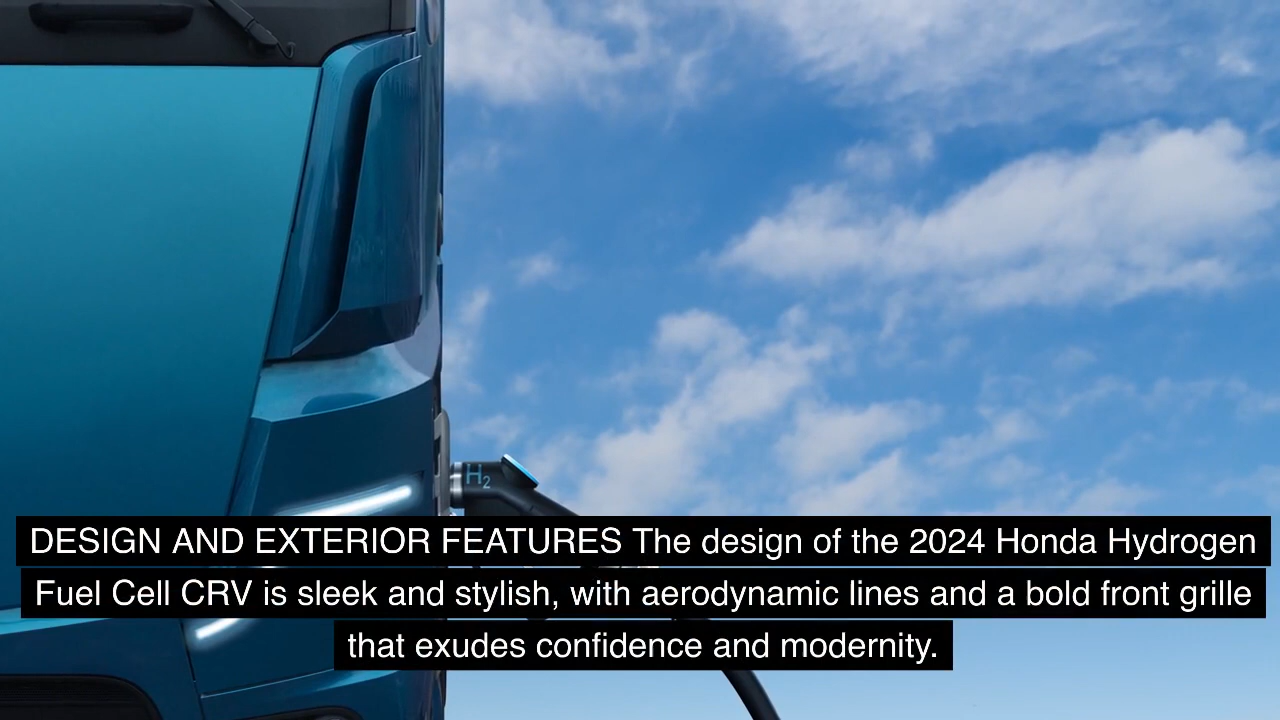 H₂
DESIGN AND EXTERIOR FEATURES The design of the 2024 Honda Hydrogen
Fuel Cell CRV is sleek and stylish, with aerodynamic lines and a bold front grille
that exudes confidence and modernity.